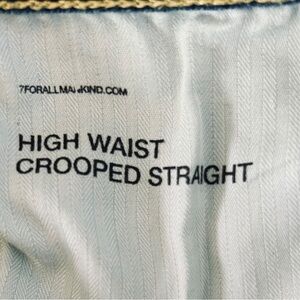 7FORALLMANKIND.COM
HIGH WAIST
CROOPED STRAIGHT